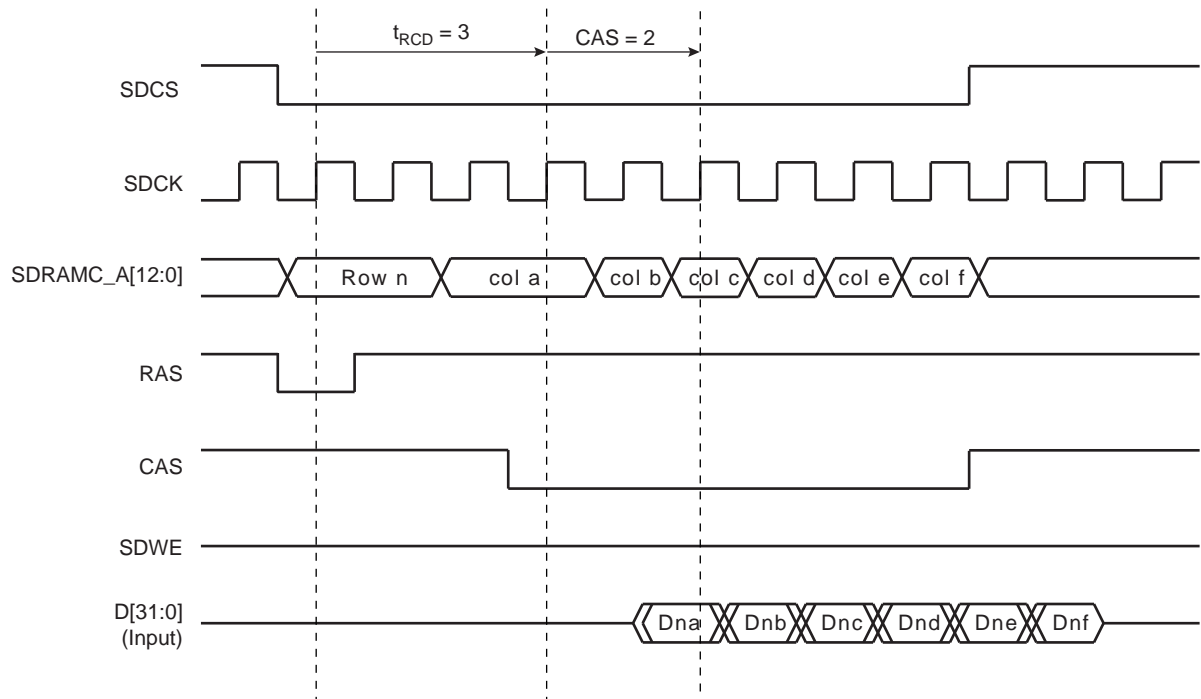 tRCD = 3 CAS = 2
SDCS
SDCK
SDRAMC_A[12:0] Row n col a col b col c col d col e col f
RAS
CAS
SDWE
D[31:0]
(Input) Dna Dnb Dnc Dnd Dne Dnf